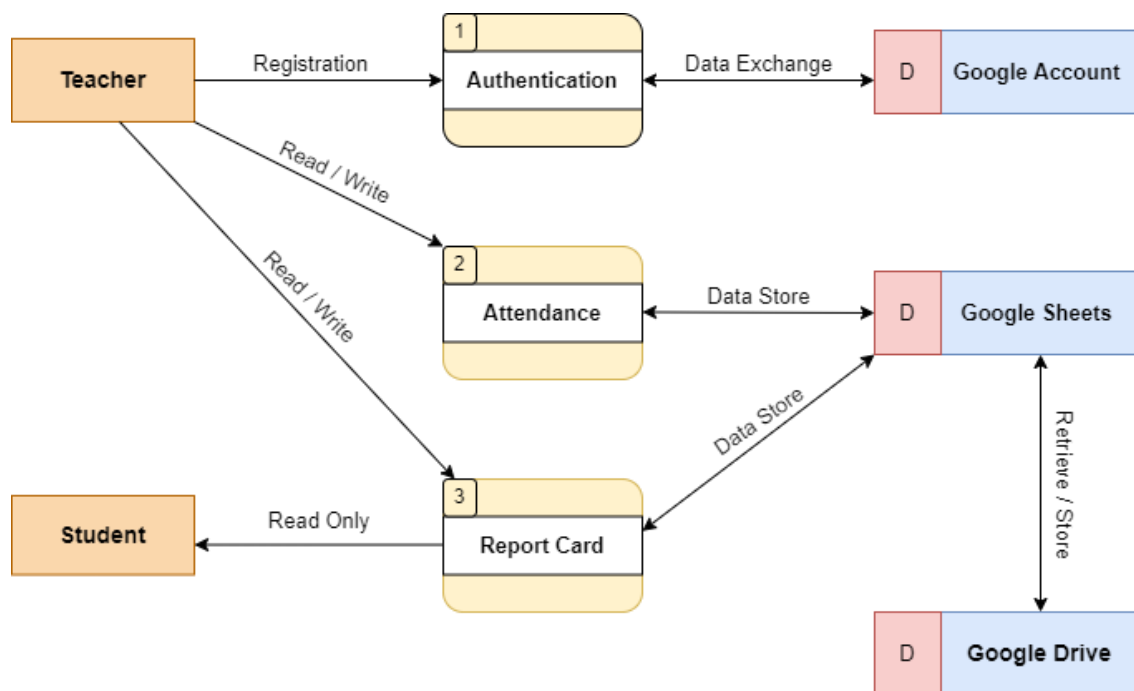 1
Teacher
Registration
Authentication
Data Exchange
D
Google Account
Read / Write
2
Attendance
Data Store
D
Google Sheets
Read / Write
Data Store
Retrieve / Store
3
Student
Read Only
Report Card
D
Google Drive